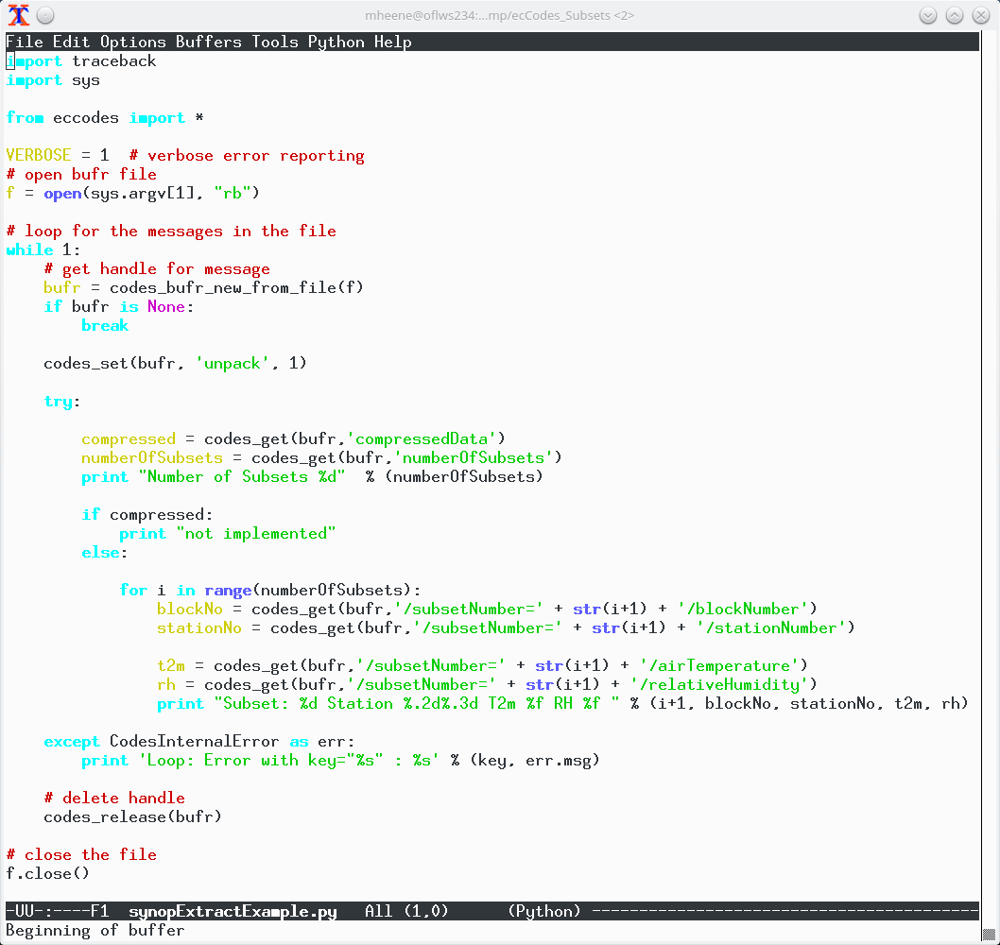 mheene@oflws234:...mp/ecCodes_Subsets <2>
File Edit Options Buffers Tools Python Help
import traceback
import sys

from eccodes import *

VERBOSE = 1  # verbose error reporting
# open bufr file
f = open(sys.argv[1], "rb")

# loop for the messages in the file
while 1:
    # get handle for message
    bufr = codes_bufr_new_from_file(f)
    if bufr is None:
        break

    codes_set(bufr, 'unpack', 1)

    try:

        compressed = codes_get(bufr,'compressedData')
        numberOfSubsets = codes_get(bufr,'numberOfSubsets')
        print "Number of Subsets %d"  % (numberOfSubsets)

        if compressed:
            print "not implemented"
        else:

            for i in range(numberOfSubsets):
                blockNo = codes_get(bufr,'/subsetNumber=' + str(i+1) + '/blockNumber')
                stationNo = codes_get(bufr,'/subsetNumber=' + str(i+1) + '/stationNumber')

                t2m = codes_get(bufr,'/subsetNumber=' + str(i+1) + '/airTemperature')
                rh = codes_get(bufr,'/subsetNumber=' + str(i+1) + '/relativeHumidity')
                print "Subset: %d Station %.2d%.3d T2m %f RH %f " % (i+1, blockNo, stationNo, t2m, rh)

    except CodesInternalError as err:
        print 'Loop: Error with key="%s" : %s' % (key, err.msg)

    # delete handle
    codes_release(bufr)

# close the file
f.close()

-UU-:----F1  synopExtractExample.py   All (1,0)      (Python) -----------------------------------------
Beginning of buffer